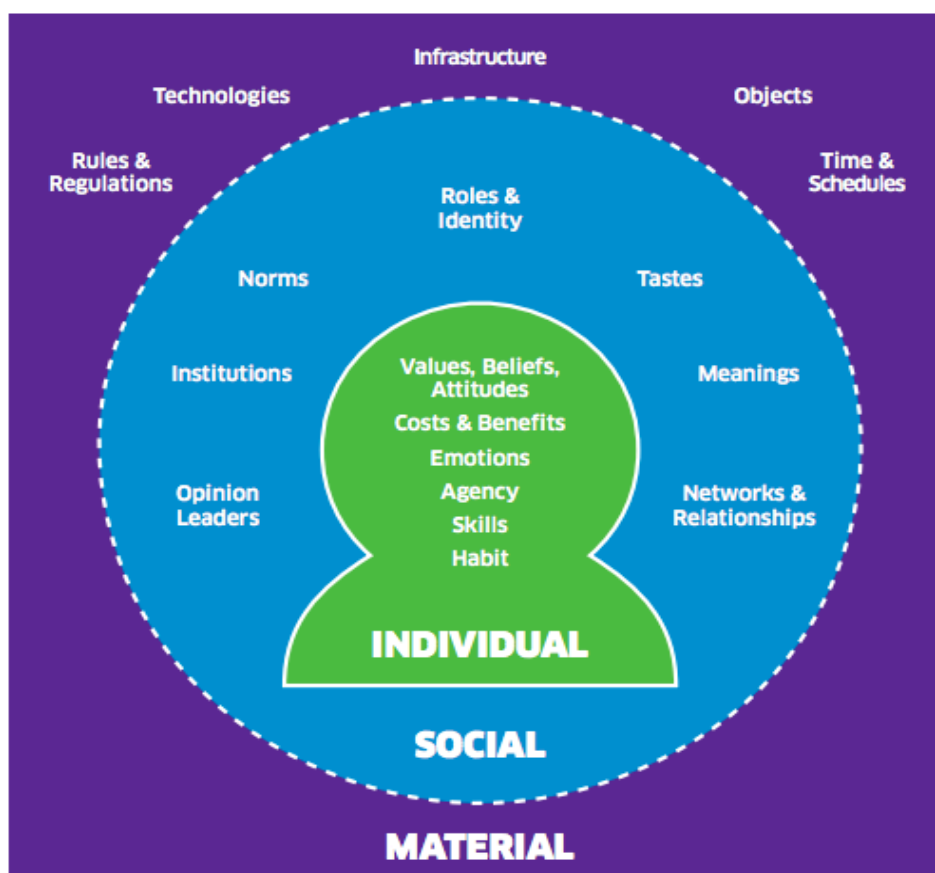 Infrastructure
Technologies
Objects
Rules &
Regulations
Time &
Schedules
Roles &
Identity
Norms
Tastes
Institutions
Meanings
Opinion
Leaders
Networks &
Relationships
Values, Beliefs,
Attitudes
Costs & Benefits
Emotions
Agency
Skills
Habit
INDIVIDUAL
SOCIAL
MATERIAL